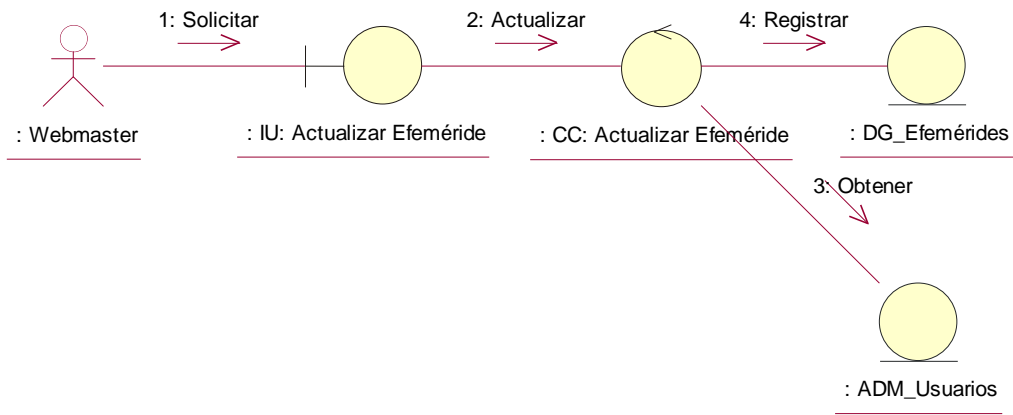 1: Solicitar
2: Actualizar
4: Registrar
: Webmaster
: IU: Actualizar Efeméride
: CC: Actualizar Efeméride
: DG_Efemérides
3: Obtener
: ADM_Usuarios